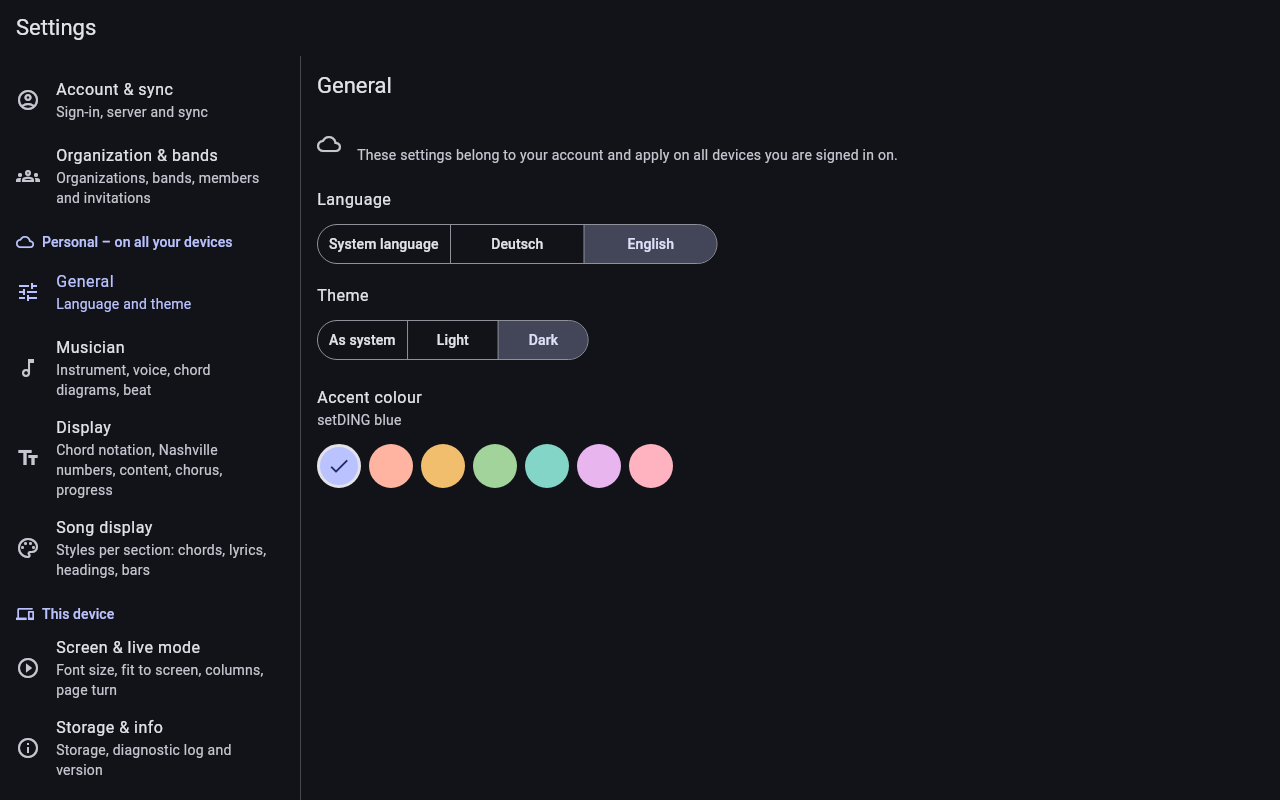 Settings
Account & sync
Sign-in, server and sync
Organization & bands
Organizations, bands, members
and invitations
Personal – on all your devices
General
Language and theme
Musician
Instrument, voice, chord
diagrams, beat
Display
Chord notation, Nashville
numbers, content, chorus,
progress
Song display
Styles per section: chords, lyrics,
headings, bars
This device
Screen & live mode
Font size, fit to screen, columns,
page turn
Storage & info
Storage, diagnostic log and
version
General
These settings belong to your account and apply on all devices you are signed in on.
Language
System language Deutsch English
Theme
As system Light Dark
Accent colour
setDING blue